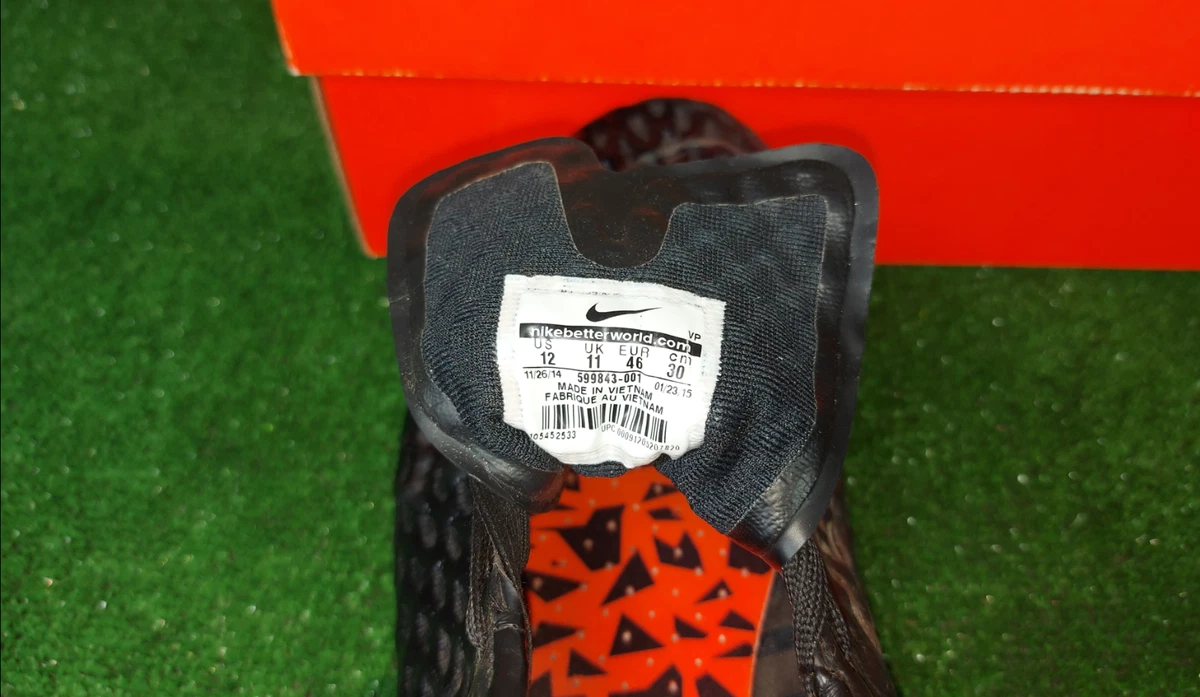 nikebetterworld.com VP
US UK EUR cm
12 11 46 30
11/26/14 599843-001 01/23.15
MADE IN VIETNAM
FABRIQUE AU VIETNAM